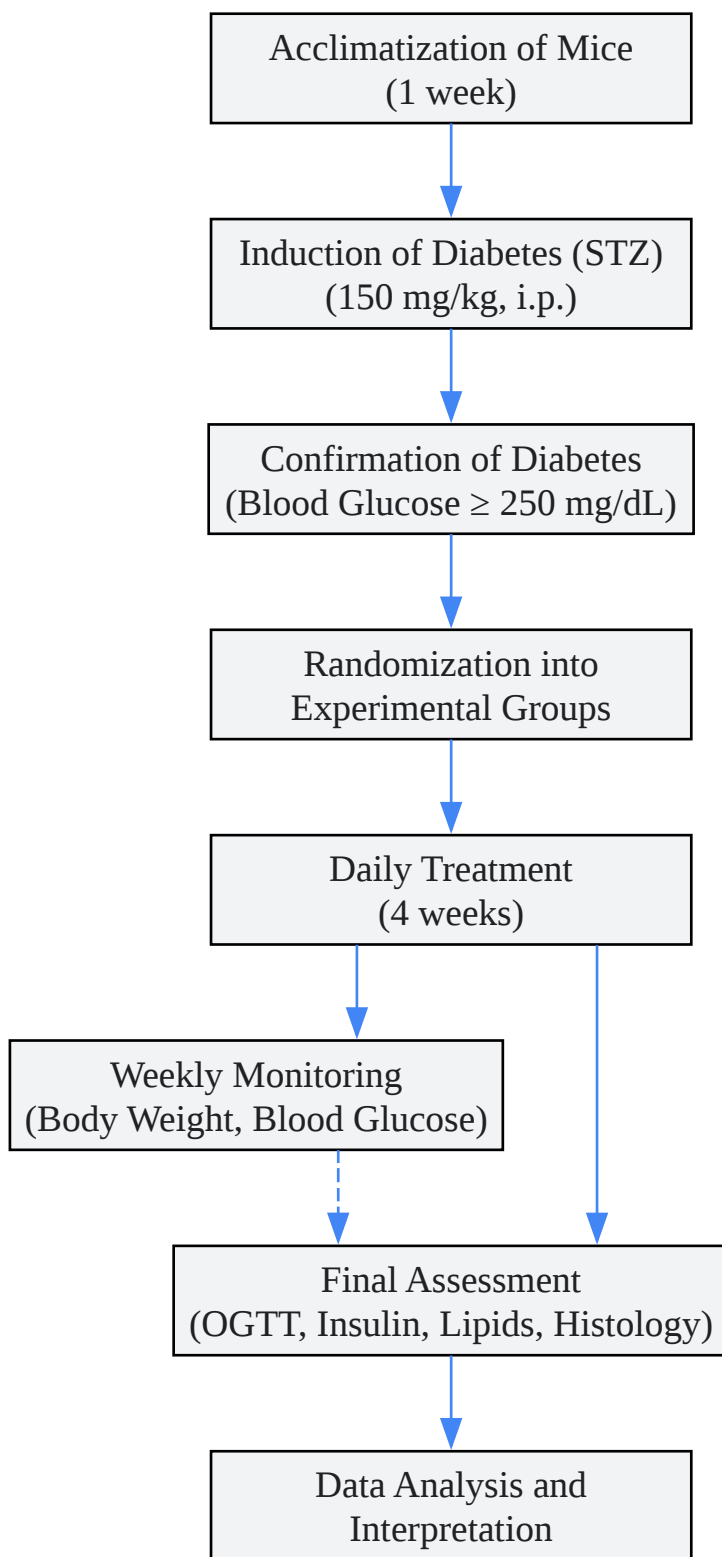 Acclimatization of Mice
(1 week)
Induction of Diabetes (STZ)
(150 mg/kg, i.p.)
Confirmation of Diabetes
(Blood Glucose ≥ 250 mg/dL)
Randomization into
Experimental Groups
Daily Treatment
(4 weeks)
Weekly Monitoring
(Body Weight, Blood Glucose)
Final Assessment
(OGTT, Insulin, Lipids, Histology)
Data Analysis and
Interpretation